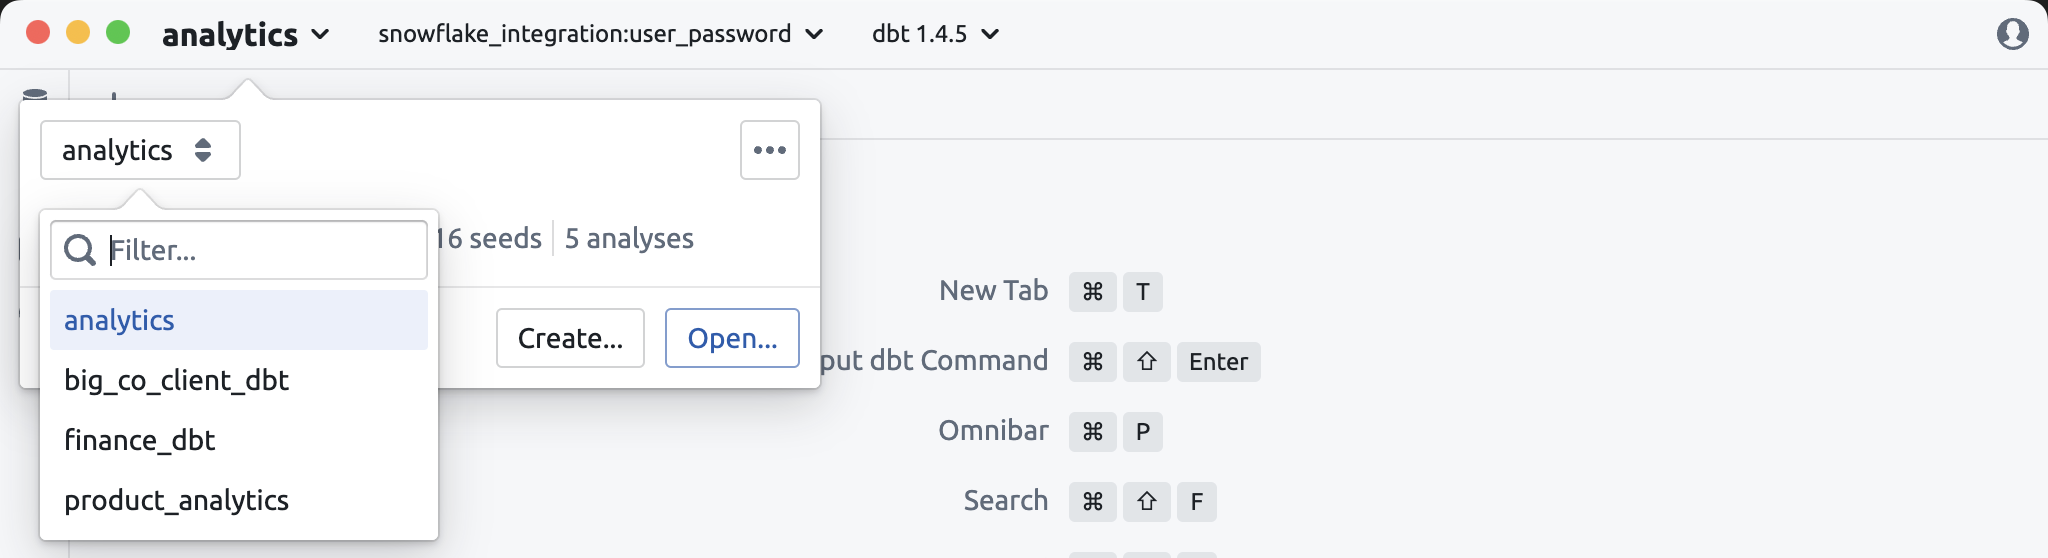 analytics snowflake_integration:user_password dbt 1.4.5
analytics
Filter...
16 seeds 5 analyses
analytics
big_co_client_dbt
finance_dbt
product_analytics
Create... Open...
New Tab ⌘ T
dbt Command ⌘ ⇧ Enter
Omnibar ⌘ P
Search ⌘ ⇧ F